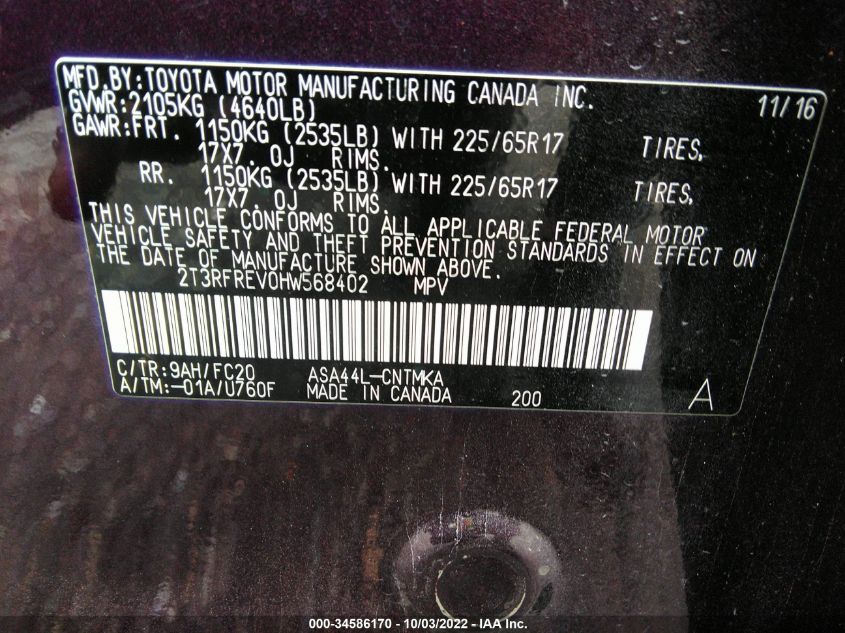 MFD.BY:TOYOTA MOTOR MANUFACTURING CANADA INC. 11/16
GVWR:2105KG (4640LB)
GAWR:FRT. 1150KG (2535LB) WITH 225/65R17 TIRES,
17X7.0J RIMS.
RR. 1150KG (2535LB) WITH 225/65R17 TIRES,
17X7.0J RIMS.
THIS VEHICLE CONFORMS TO ALL APPLICABLE FEDERAL MOTOR
VEHICLE SAFETY AND THEFT PREVENTION STANDARDS IN EFFECT ON
THE DATE OF MANUFACTURE SHOWN ABOVE.
2T3RFREV0HW568402 MPV
C/TR:9AH/FC20 ASA44L-CNTMKA
A/TM:-01A/U760F MADE IN CANADA 200 A
000-34586170 - 10/03/2022 - IAA Inc.